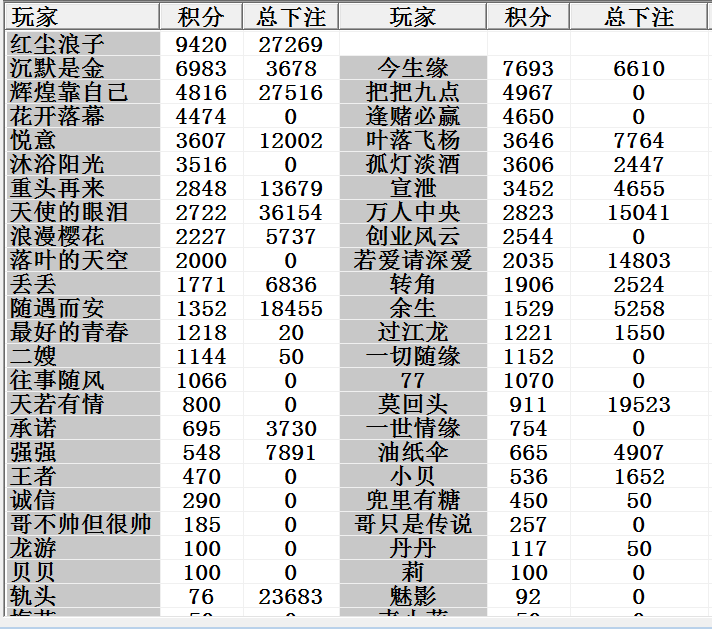 玩家 积分 总下注 玩家 积分 总下注
红尘浪子 9420 27269
沉默是金 6983 3678 今生缘 7693 6610
辉煌靠自己 4816 27516 把把九点 4967 0
花开落幕 4474 0 逢赌必赢 4650 0
悦意 3607 12002 叶落飞杨 3646 7764
沐浴阳光 3516 0 孤灯淡酒 3606 2447
重头再来 2848 13679 宣泄 3452 4655
天使的眼泪 2722 36154 万人中央 2823 15041
浪漫樱花 2227 5737 创业风云 2544 0
落叶的天空 2000 0 若爱请深爱 2035 14803
丢丢 1771 6836 转角 1906 2524
随遇而安 1352 18455 余生 1529 5258
最好的青春 1218 20 过江龙 1221 1550
二嫂 1144 50 一切随缘 1152 0
往事随风 1066 0 77 1070 0
天若有情 800 0 莫回头 911 19523
承诺 695 3730 一世情缘 754 0
强强 548 7891 油纸伞 665 4907
王者 470 0 小贝 536 1652
诚信 290 0 兜里有糖 450 50
哥不帅但很帅 185 0 哥只是传说 257 0
龙游 100 0 丹丹 117 50
贝贝 100 0 莉 100 0
轨头 76 23683 魅影 92 0